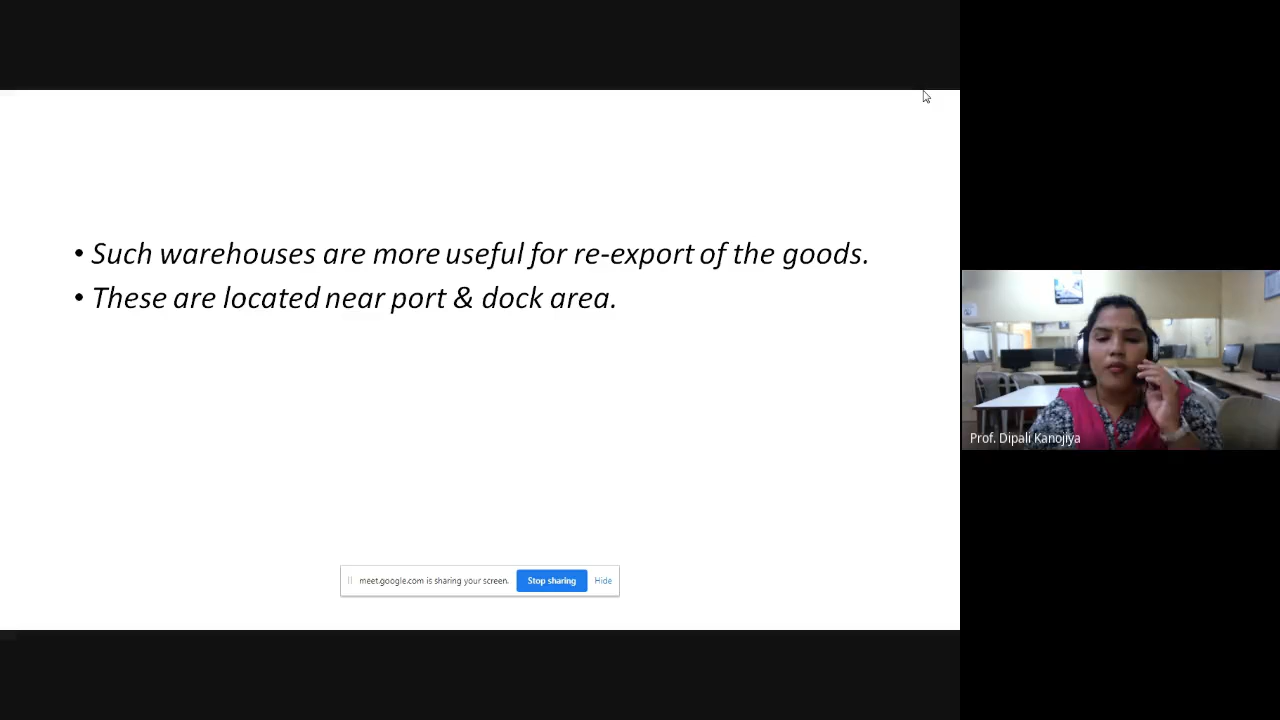 • Such warehouses are more useful for re-export of the goods.
• These are located near port & dock area.
meet.google.com is sharing your screen. Stop sharing Hide
Prof. Dipali Kanojiya